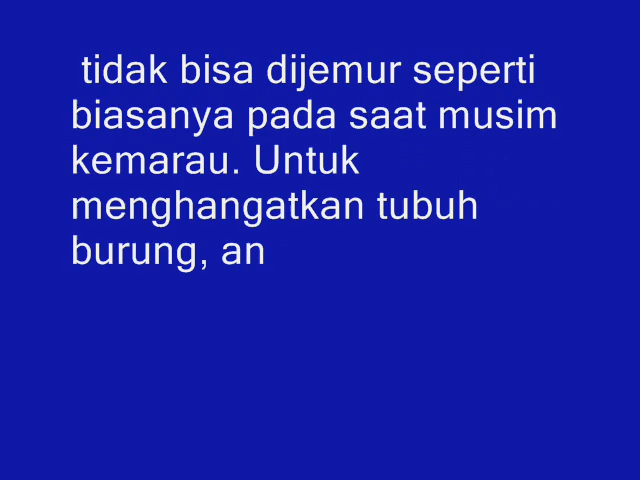 tidak bisa dijemur seperti
biasanya pada saat musim
kemarau. Untuk
menghangatkan tubuh
burung, an